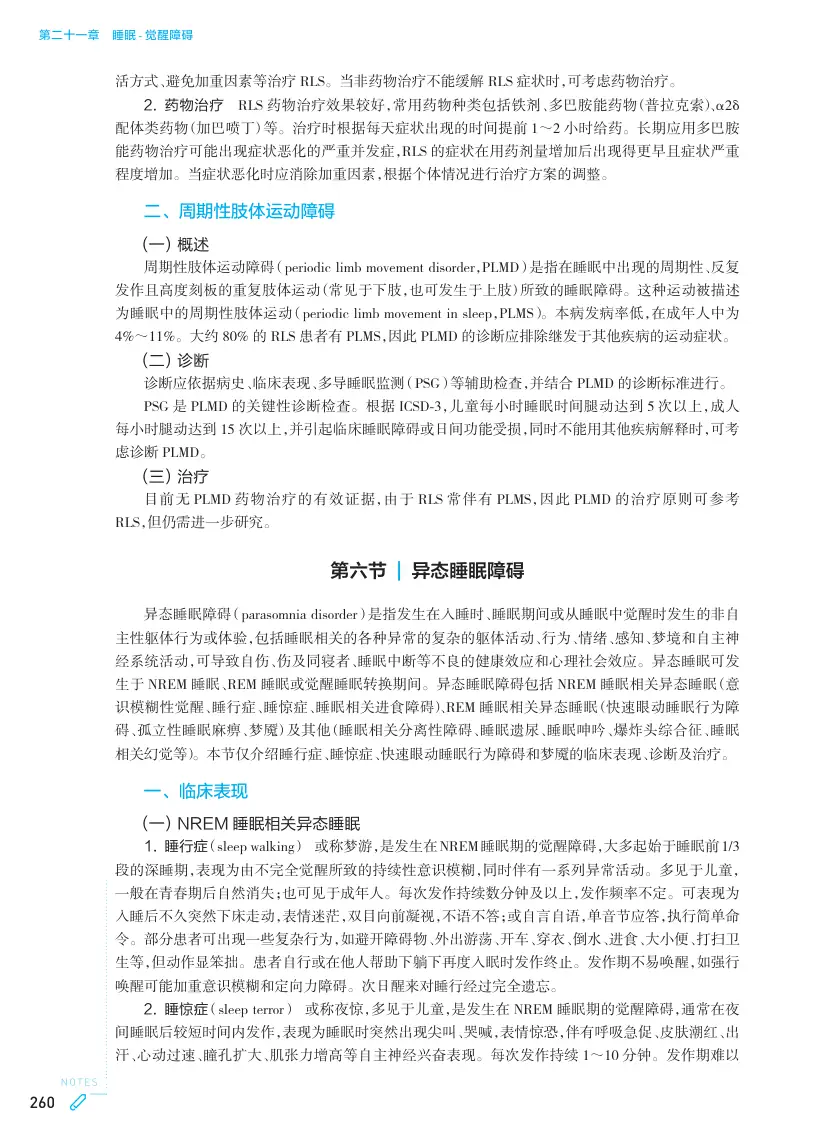 第二十一章　睡眠 - 觉醒障碍
活方式、避免加重因素等治疗 RLS。当非药物治疗不能缓解 RLS 症状时,可考虑药物治疗。
2. 药物治疗　RLS 药物治疗效果较好,常用药物种类包括铁剂、多巴胺能药物(普拉克索)、α2δ
配体类药物(加巴喷丁)等。治疗时根据每天症状出现的时间提前 1～2 小时给药。长期应用多巴胺
能药物治疗可能出现症状恶化的严重并发症,RLS 的症状在用药剂量增加后出现得更早且症状严重
程度增加。当症状恶化时应消除加重因素,根据个体情况进行治疗方案的调整。
二、周期性肢体运动障碍
(一) 概述
周期性肢体运动障碍(periodic limb movement disorder,PLMD)是指在睡眠中出现的周期性、反复
发作且高度刻板的重复肢体运动(常见于下肢,也可发生于上肢)所致的睡眠障碍。这种运动被描述
为睡眠中的周期性肢体运动(periodic limb movement in sleep,PLMS)。本病发病率低,在成年人中为
4%～11%。大约 80% 的 RLS 患者有 PLMS,因此 PLMD 的诊断应排除继发于其他疾病的运动症状。
(二) 诊断
诊断应依据病史、临床表现、多导睡眠监测(PSG)等辅助检查,并结合 PLMD 的诊断标准进行。
PSG 是 PLMD 的关键性诊断检查。根据 ICSD-3,儿童每小时睡眠时间腿动达到 5 次以上,成人
每小时腿动达到 15 次以上,并引起临床睡眠障碍或日间功能受损,同时不能用其他疾病解释时,可考
虑诊断 PLMD。
(三) 治疗
目前无 PLMD 药物治疗的有效证据,由于 RLS 常伴有 PLMS,因此 PLMD 的治疗原则可参考
RLS,但仍需进一步研究。
第六节 | 异态睡眠障碍
异态睡眠障碍(parasomnia disorder)是指发生在入睡时、睡眠期间或从睡眠中觉醒时发生的非自
主性躯体行为或体验,包括睡眠相关的各种异常的复杂的躯体活动、行为、情绪、感知、梦境和自主神
经系统活动,可导致自伤、伤及同寝者、睡眠中断等不良的健康效应和心理社会效应。异态睡眠可发
生于 NREM 睡眠、REM 睡眠或觉醒睡眠转换期间。异态睡眠障碍包括 NREM 睡眠相关异态睡眠(意
识模糊性觉醒、睡行症、睡惊症、睡眠相关进食障碍)、REM 睡眠相关异态睡眠(快速眼动睡眠行为障
碍、孤立性睡眠麻痹、梦魇)及其他(睡眠相关分离性障碍、睡眠遗尿、睡眠呻吟、爆炸头综合征、睡眠
相关幻觉等)。本节仅介绍睡行症、睡惊症、快速眼动睡眠行为障碍和梦魇的临床表现、诊断及治疗。
一、临床表现
(一) NREM 睡眠相关异态睡眠
1. 睡行症(sleep walking)　或称梦游,是发生在NREM睡眠期的觉醒障碍,大多起始于睡眠前1/3
段的深睡期,表现为由不完全觉醒所致的持续性意识模糊,同时伴有一系列异常活动。多见于儿童,
一般在青春期后自然消失;也可见于成年人。每次发作持续数分钟及以上,发作频率不定。可表现为
入睡后不久突然下床走动,表情迷茫,双目向前凝视,不语不答;或自言自语,单音节应答,执行简单命
令。部分患者可出现一些复杂行为,如避开障碍物、外出游荡、开车、穿衣、倒水、进食、大小便、打扫卫
生等,但动作显笨拙。患者自行或在他人帮助下躺下再度入眠时发作终止。发作期不易唤醒,如强行
唤醒可能加重意识模糊和定向力障碍。次日醒来对睡行经过完全遗忘。
2. 睡惊症(sleep terror)　或称夜惊,多见于儿童,是发生在 NREM 睡眠期的觉醒障碍,通常在夜
间睡眠后较短时间内发作,表现为睡眠时突然出现尖叫、哭喊,表情惊恐,伴有呼吸急促、皮肤潮红、出
汗、心动过速、瞳孔扩大、肌张力增高等自主神经兴奋表现。每次发作持续 1～10 分钟。发作期难以
NOTES
260